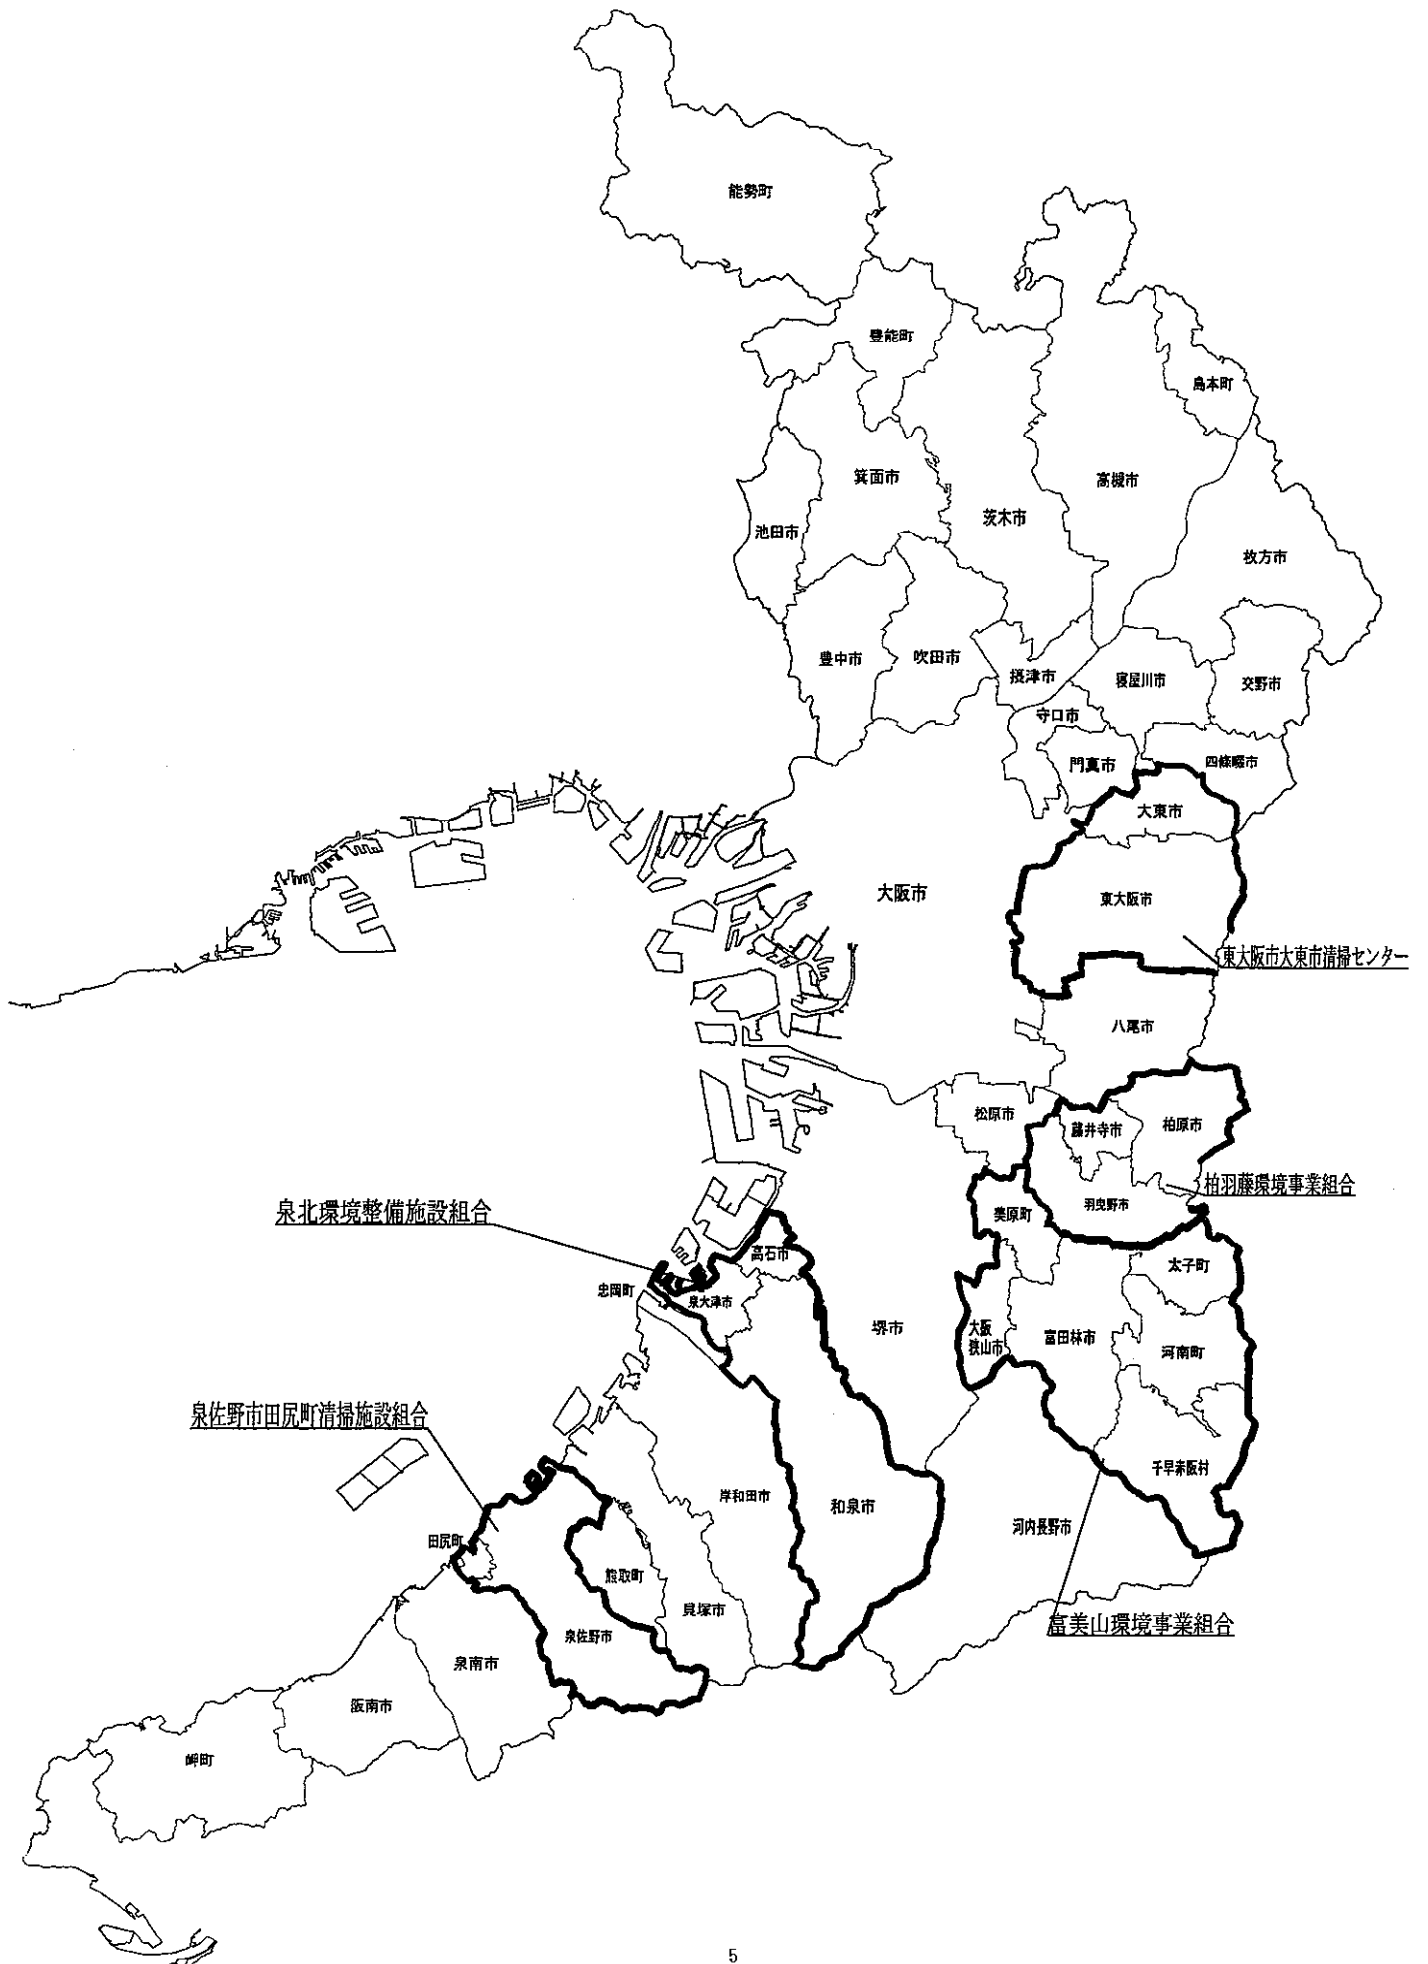 能勢町
豊能町
島本町
箕面市
高槻市
茨木市
池田市
枚方市
豊中市
吹田市
摂津市
寝屋川市
交野市
守口市
門真市
四條畷市
大東市
大阪市
東大阪市
東大阪市大東市清掃センター
八尾市
松原市
藤井寺市
柏原市
柏羽藤環境事業組合
羽曳野市
美原町
泉北環境整備施設組合
高石市
太子町
忠岡町
泉大津市
堺市
大阪
狭山市
富田林市
河南町
泉佐野市田尻町清掃施設組合
千早赤阪村
岸和田市
和泉市
河内長野市
田尻町
熊取町
貝塚市
富美山環境事業組合
泉佐野市
泉南市
阪南市
岬町
5